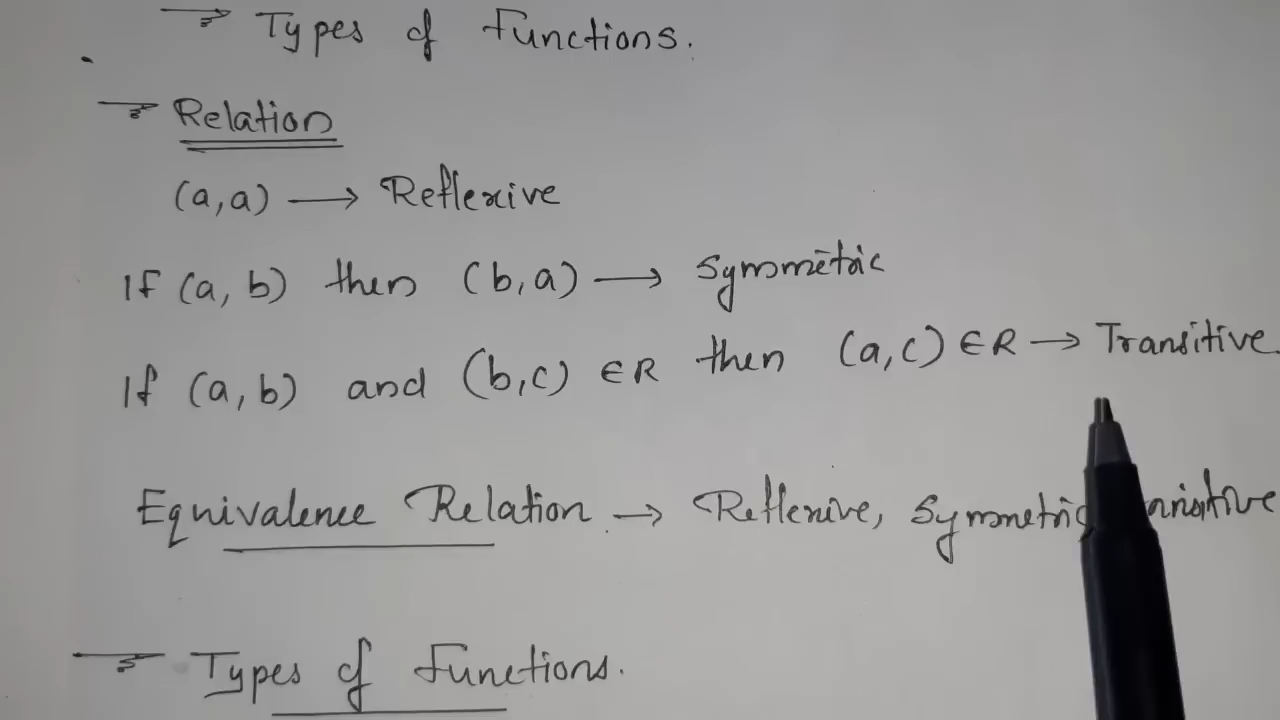 Types of Functions.
Relation
(a,a) → Reflexive
If (a, b) then (b,a) → Symmetric
If (a,b) and (b,c) ∈R then (a,c) ∈R → Transitive.
Equivalence Relation → Reflexive, Symmetric
Types of Functions.